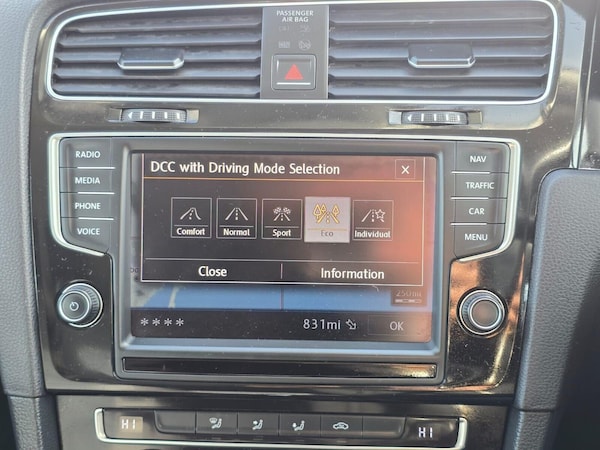 PASSENGER
AIR BAG
RADIO
MEDIA
PHONE
VOICE
DCC with Driving Mode Selection
Comfort
Normal
Sport
Eco
Individual
Close
Information
250mi
****
831mi
OK
NAV
TRAFFIC
CAR
MENU
HI
HI